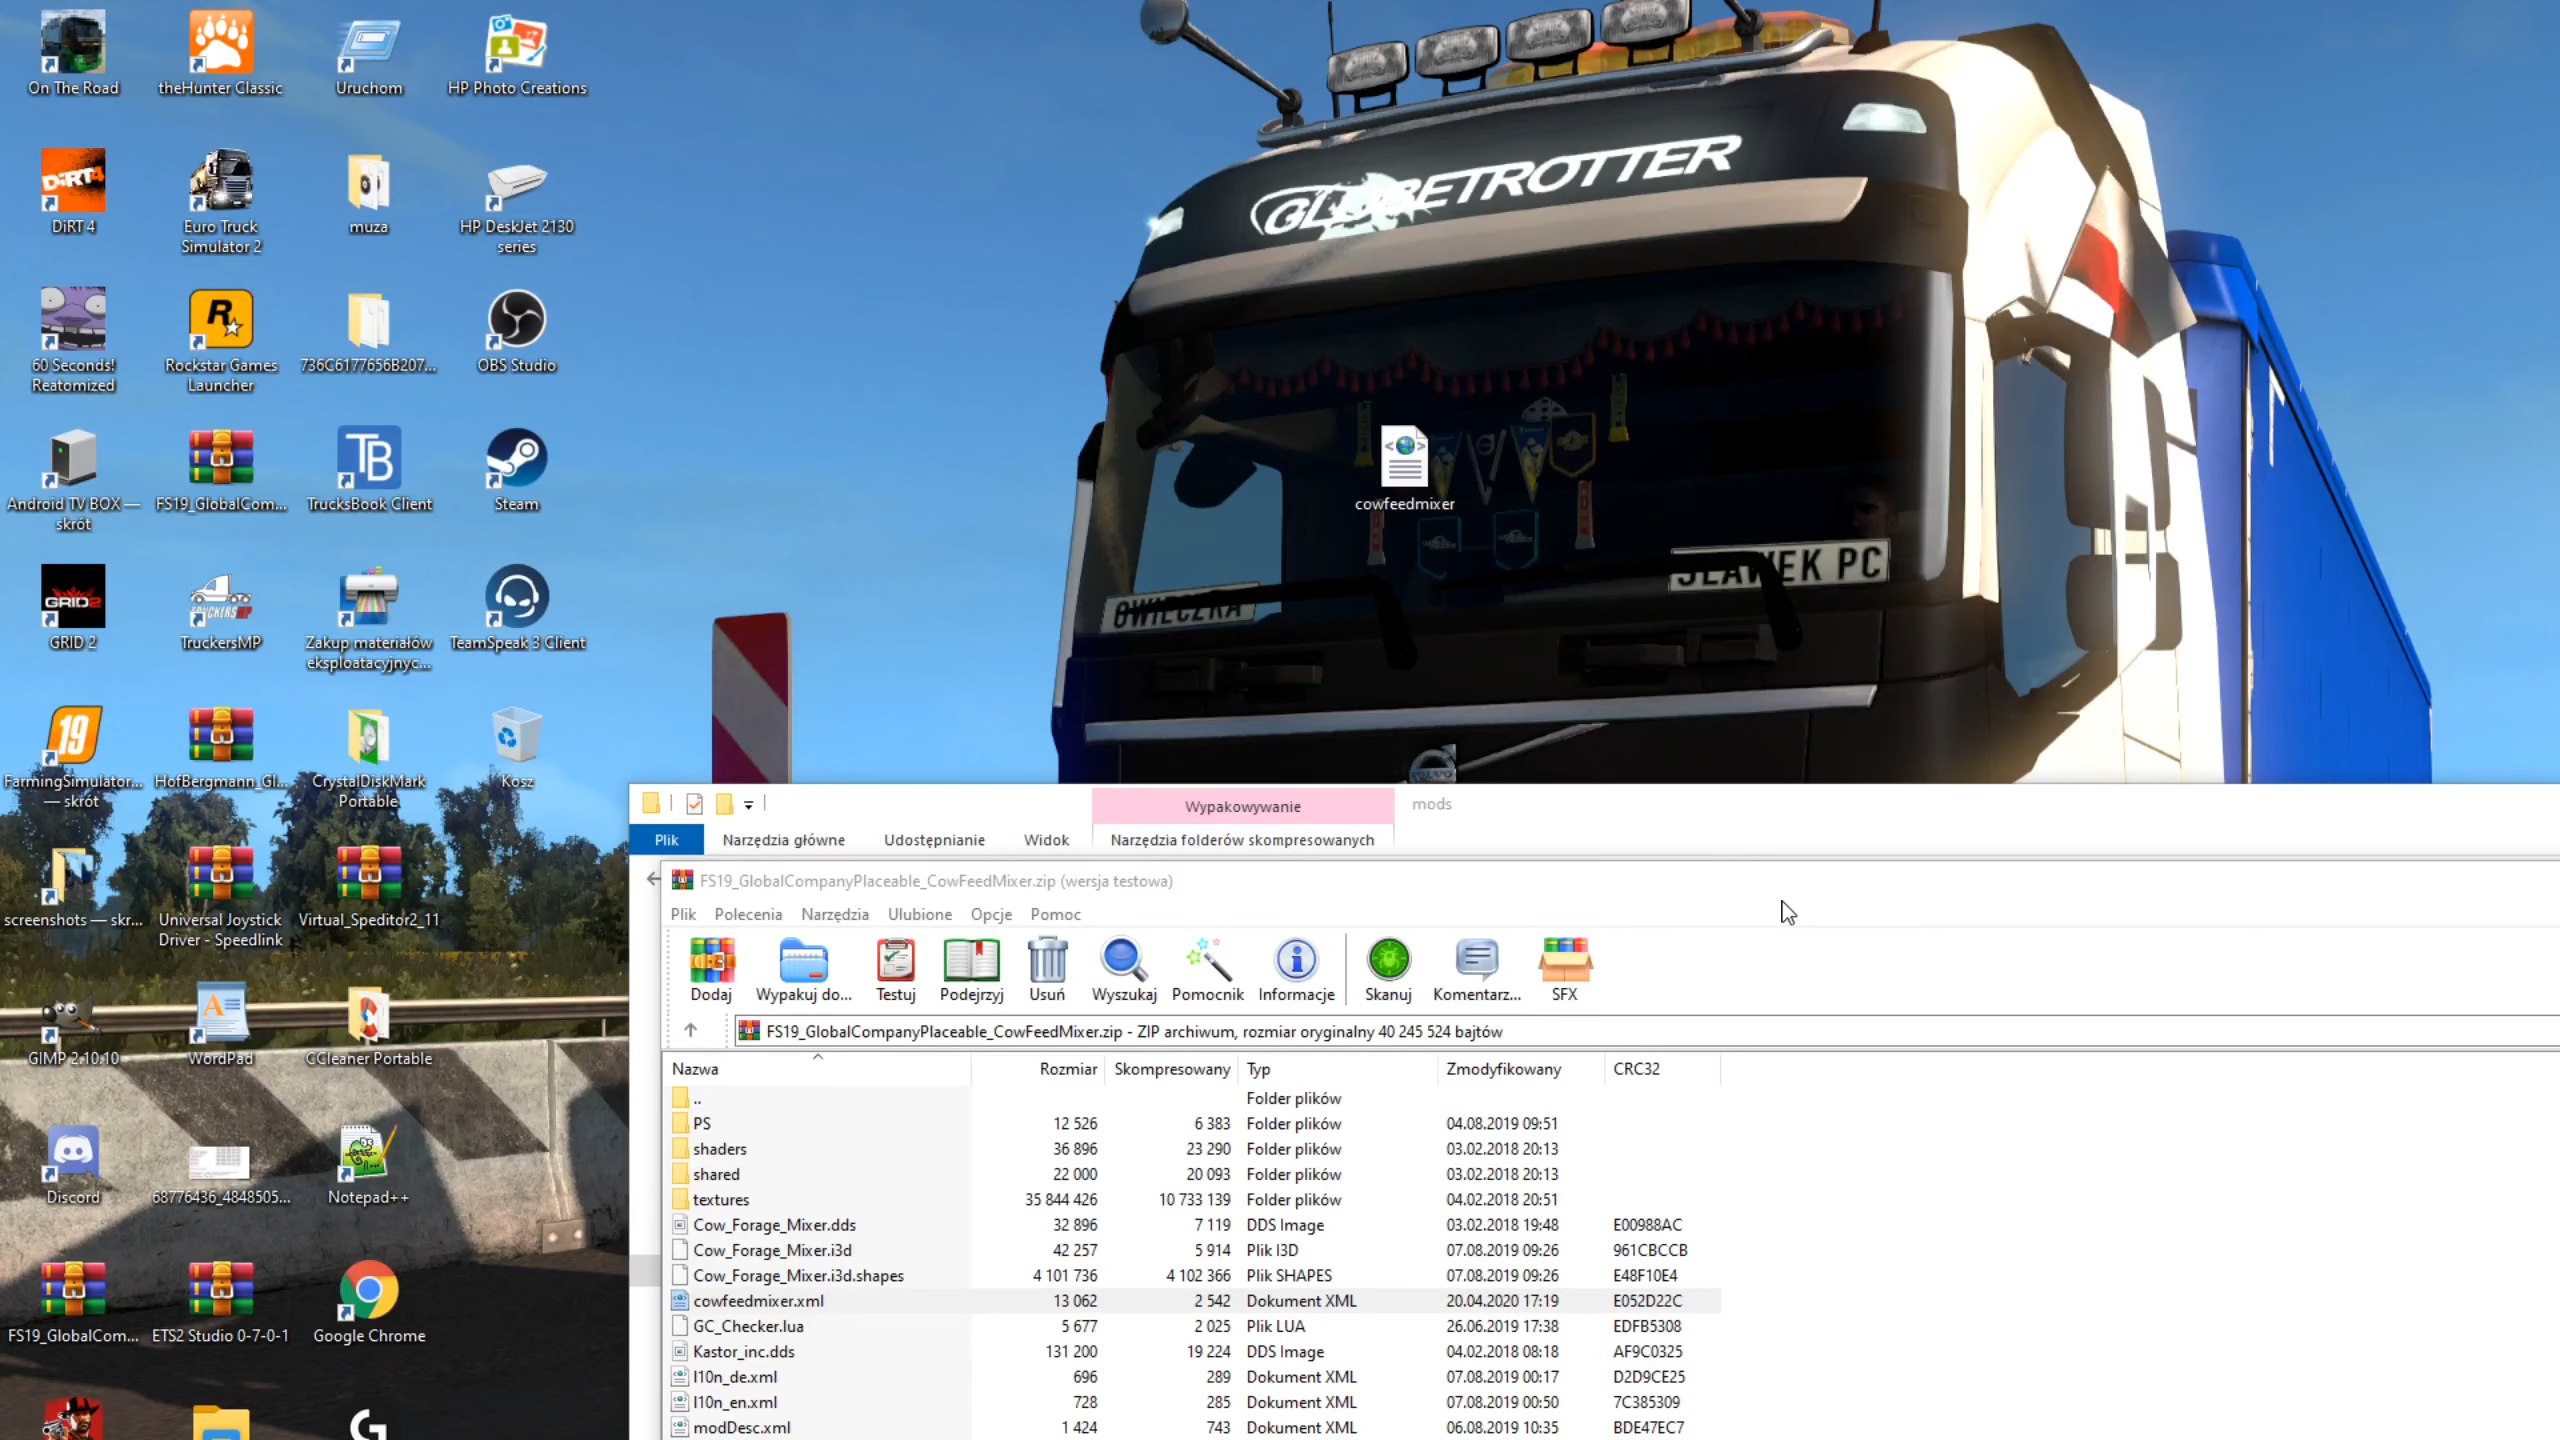 On The Road
theHunter Classic
Uruchom
HP Photo Creations
DiRT 4
Euro Truck
Simulator 2
muza
HP DeskJet 2130
series
60 Seconds!
Reatomized
Rockstar Games
Launcher
736C6177656B207...
OBS Studio
Android TV BOX —
skrót
FS19_GlobalCom...
TrucksBook Client
Steam
GRID 2
TruckersMP
Zakup materiałów
eksploatacyjnyc...
TeamSpeak 3 Client
FarmingSimulator...
— skrót
HofBergmann_Gl...
CrystalDiskMark
Portable
Kosz
screenshots — skr...
Universal Joystick
Driver - Speedlink
Virtual_Speditor2_11
GIMP 2.10.10
WordPad
CCleaner Portable
Discord
68776436_4848505...
Notepad++
FS19_GlobalCom...
ETS2 Studio 0-7-0-1
Google Chrome
GLOBETROTTER
cowfeedmixer
OWIECZKA
SŁAWEK PC
Wypakowywanie
mods
Plik
Narzędzia główne
Udostępnianie
Widok
Narzędzia folderów skompresowanych
FS19_GlobalCompanyPlaceable_CowFeedMixer.zip (wersja testowa)
Plik Polecenia Narzędzia Ulubione Opcje Pomoc
Dodaj Wypakuj do... Testuj Podejrzyj Usuń Wyszukaj Pomocnik Informacje Skanuj Komentarz... SFX
FS19_GlobalCompanyPlaceable_CowFeedMixer.zip - ZIP archiwum, rozmiar oryginalny 40 245 524 bajtów
Nazwa Rozmiar Skompresowany Typ Zmodyfikowany CRC32
.. Folder plików
PS 12 526 6 383 Folder plików 04.08.2019 09:51
shaders 36 896 23 290 Folder plików 03.02.2018 20:13
shared 22 000 20 093 Folder plików 03.02.2018 20:13
textures 35 844 426 10 733 139 Folder plików 04.02.2018 20:51
Cow_Forage_Mixer.dds 32 896 7 119 DDS Image 03.02.2018 19:48 E00988AC
Cow_Forage_Mixer.i3d 42 257 5 914 Plik I3D 07.08.2019 09:26 961CBCCB
Cow_Forage_Mixer.i3d.shapes 4 101 736 4 102 366 Plik SHAPES 07.08.2019 09:26 E48F10E4
cowfeedmixer.xml 13 062 2 542 Dokument XML 20.04.2020 17:19 E052D22C
GC_Checker.lua 5 677 2 025 Plik LUA 26.06.2019 17:38 EDFB5308
Kastor_inc.dds 131 200 19 224 DDS Image 04.02.2018 08:18 AF9C0325
l10n_de.xml 696 289 Dokument XML 07.08.2019 00:17 D2D9CE25
l10n_en.xml 728 285 Dokument XML 07.08.2019 00:50 7C385309
modDesc.xml 1 424 743 Dokument XML 06.08.2019 10:35 BDE47EC7